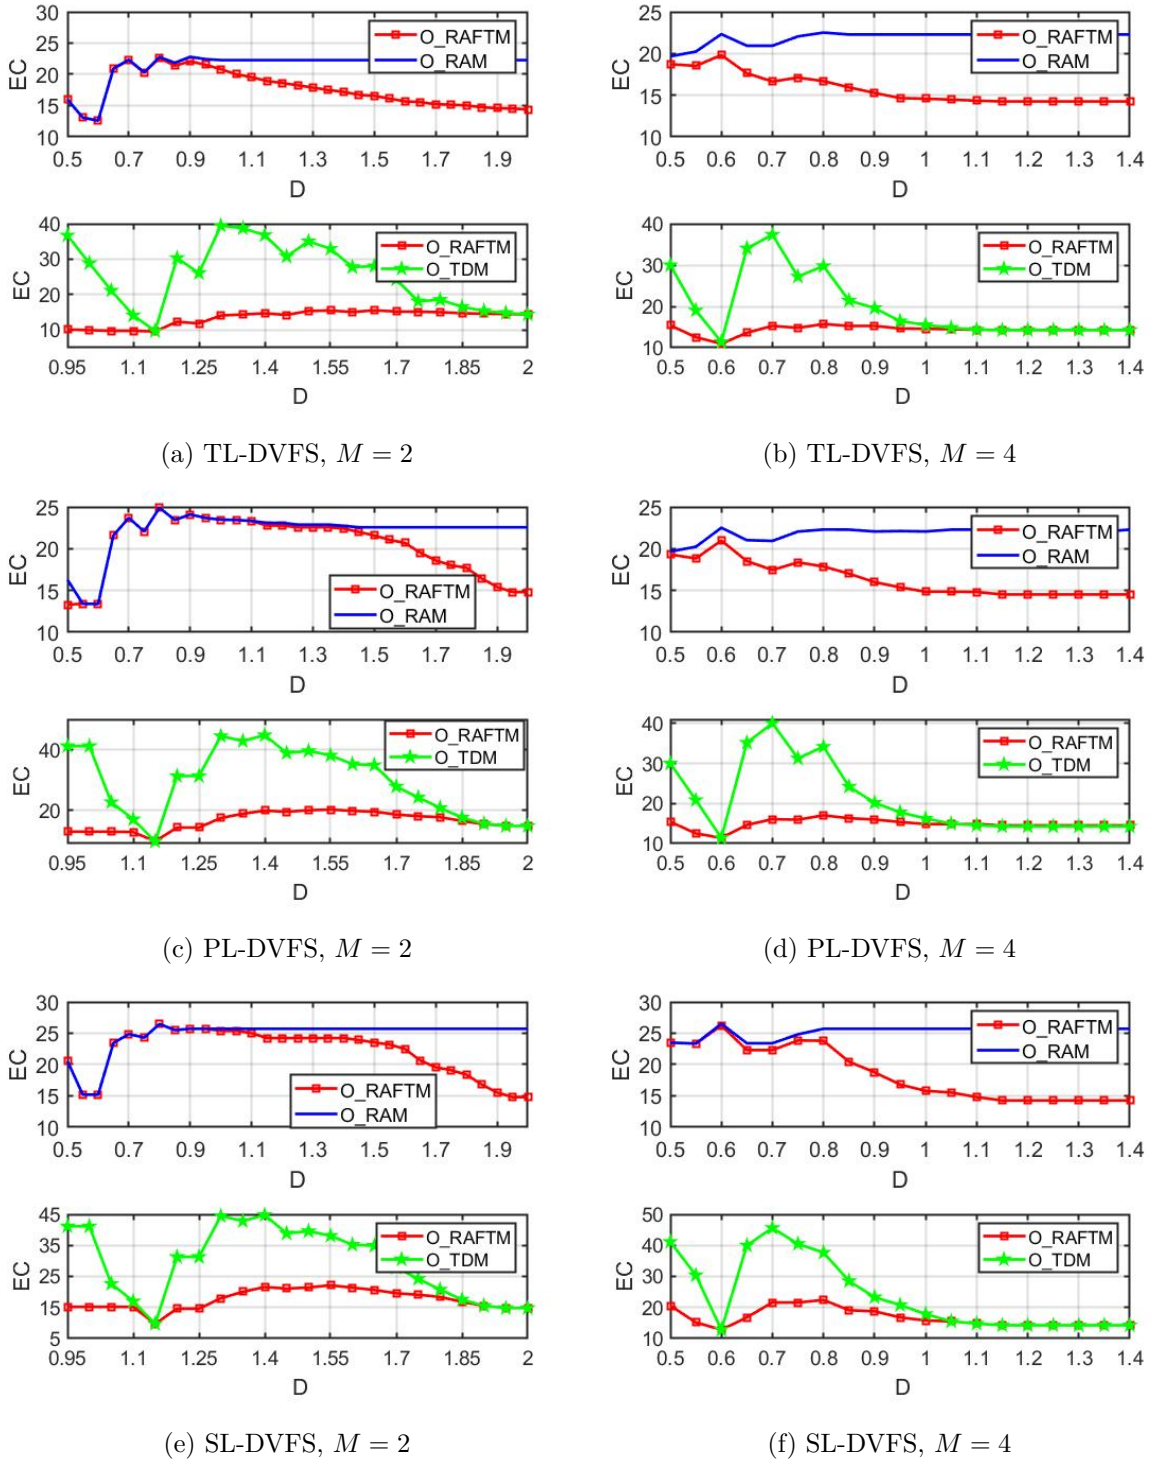 30
25
20
15
10
EC
0.5 0.7 0.9 1.1 1.3 1.5 1.7 1.9
D
O_RAFTM
O_RAM
40
30
20
10
EC
0.95 1.1 1.25 1.4 1.55 1.7 1.85 2
D
O_RAFTM
O_TDM
(a) TL-DVFS, M = 2
25
20
15
10
EC
0.5 0.6 0.7 0.8 0.9 1 1.1 1.2 1.3 1.4
D
O_RAFTM
O_RAM
40
30
20
10
EC
0.5 0.6 0.7 0.8 0.9 1 1.1 1.2 1.3 1.4
D
O_RAFTM
O_TDM
(b) TL-DVFS, M = 4
25
20
15
10
EC
0.5 0.7 0.9 1.1 1.3 1.5 1.7 1.9
D
O_RAFTM
O_RAM
40
20
EC
0.95 1.1 1.25 1.4 1.55 1.7 1.85 2
D
O_RAFTM
O_TDM
(c) PL-DVFS, M = 2
25
20
15
10
EC
0.5 0.6 0.7 0.8 0.9 1 1.1 1.2 1.3 1.4
D
O_RAFTM
O_RAM
40
30
20
10
EC
0.5 0.6 0.7 0.8 0.9 1 1.1 1.2 1.3 1.4
D
O_RAFTM
O_TDM
(d) PL-DVFS, M = 4
30
25
20
15
10
EC
0.5 0.7 0.9 1.1 1.3 1.5 1.7 1.9
D
O_RAFTM
O_RAM
45
35
25
15
5
EC
0.95 1.1 1.25 1.4 1.55 1.7 1.85 2
D
O_RAFTM
O_TDM
(e) SL-DVFS, M = 2
30
25
20
15
10
EC
0.5 0.6 0.7 0.8 0.9 1 1.1 1.2 1.3 1.4
D
O_RAFTM
O_RAM
50
40
30
20
10
EC
0.5 0.6 0.7 0.8 0.9 1 1.1 1.2 1.3 1.4
D
O_RAFTM
O_TDM
(f) SL-DVFS, M = 4